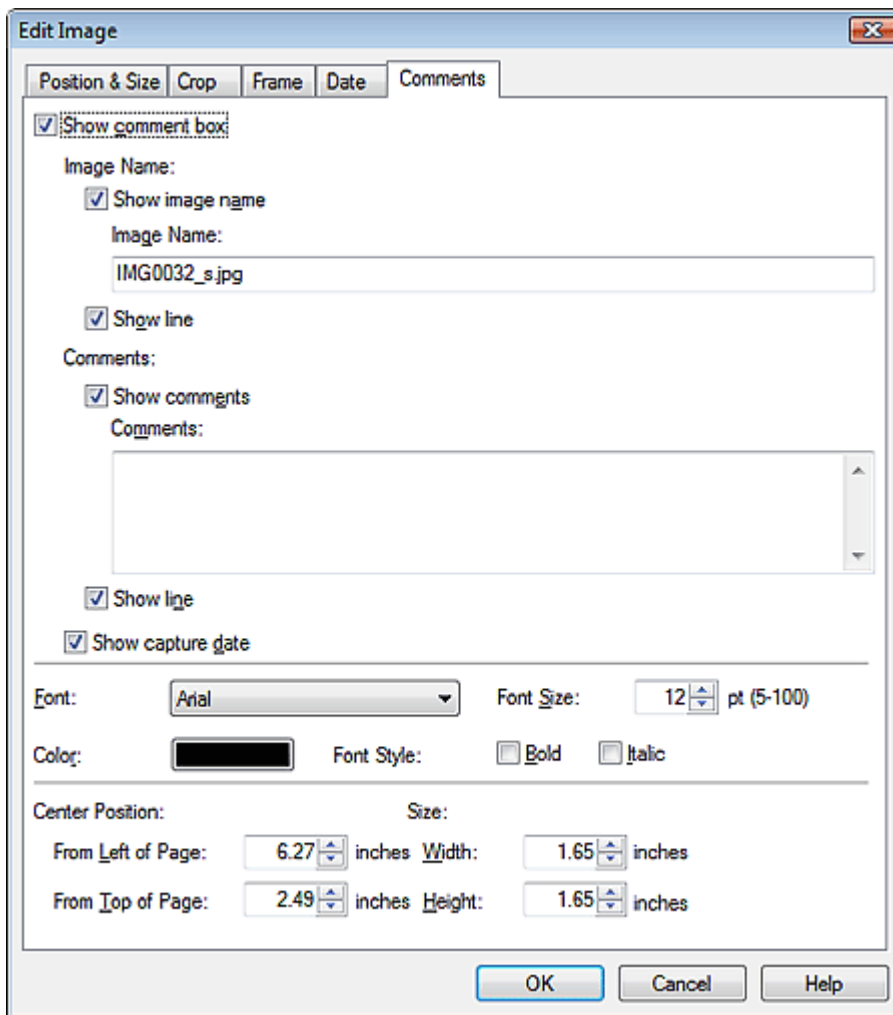 Edit Image
Position & Size Crop Frame Date Comments
Show comment box
Image Name:
Show image name
Image Name:
IMG0032_s.jpg
Show line
Comments:
Show comments
Comments:
Show line
Show capture date
Font: Arial Font Size: 12 pt (5-100)
Color: Font Style: Bold Italic
Center Position: Size:
From Left of Page: 6.27 inches Width: 1.65 inches
From Top of Page: 2.49 inches Height: 1.65 inches
OK Cancel Help